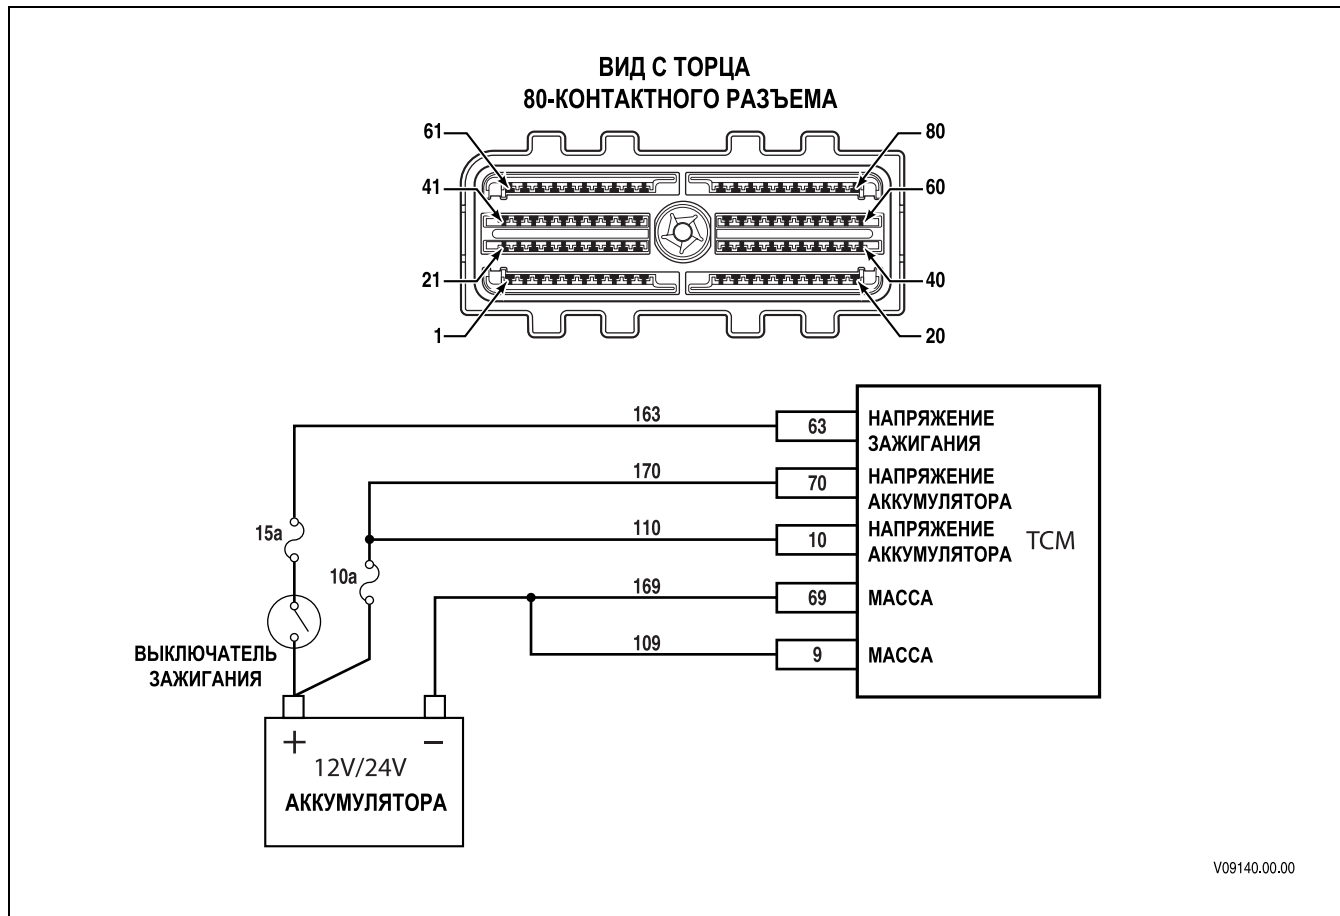 ВИД С ТОРЦА
80-КОНТАКТНОГО РАЗЪЕМА
61
80
41
60
21
40
1
20
163
63
НАПРЯЖЕНИЕ
ЗАЖИГАНИЯ
170
70
НАПРЯЖЕНИЕ
АККУМУЛЯТОРА
15a
110
10
НАПРЯЖЕНИЕ
АККУМУЛЯТОРА
TCM
10a
169
69
МАССА
109
9
МАССА
ВЫКЛЮЧАТЕЛЬ
ЗАЖИГАНИЯ
+
−
12V/24V
АККУМУЛЯТОРА
V09140.00.00